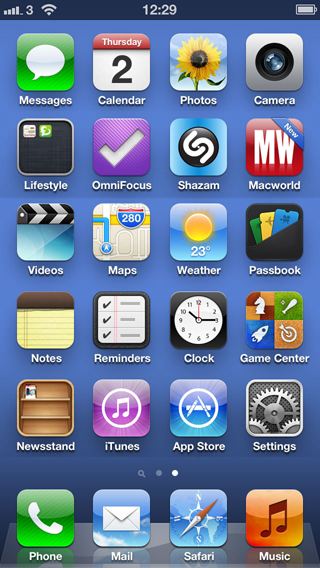 3 12:29
Thursday
2
Messages Calendar Photos Camera
New
MW
Lifestyle OmniFocus Shazam Macworld
280
23°
Videos Maps Weather Passbook
Notes Reminders Clock Game Center
Newsstand iTunes App Store Settings
Phone Mail Safari Music